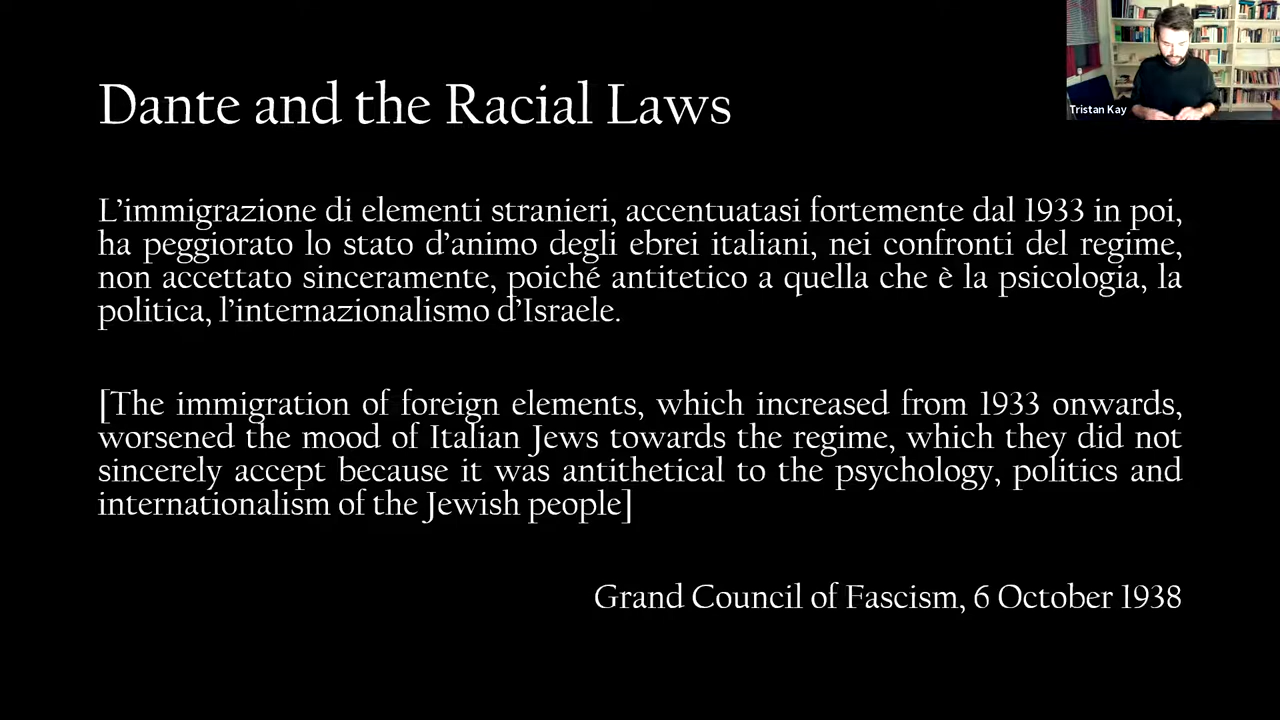 Dante and the Racial Laws
Tristan Kay
L’immigrazione di elementi stranieri, accentuatasi fortemente dal 1933 in poi,
ha peggiorato lo stato d’animo degli ebrei italiani, nei confronti del regime,
non accettato sinceramente, poiché antitetico a quella che è la psicologia, la
politica, l’internazionalismo d’Israele.
[The immigration of foreign elements, which increased from 1933 onwards,
worsened the mood of Italian Jews towards the regime, which they did not
sincerely accept because it was antithetical to the psychology, politics and
internationalism of the Jewish people]
Grand Council of Fascism, 6 October 1938